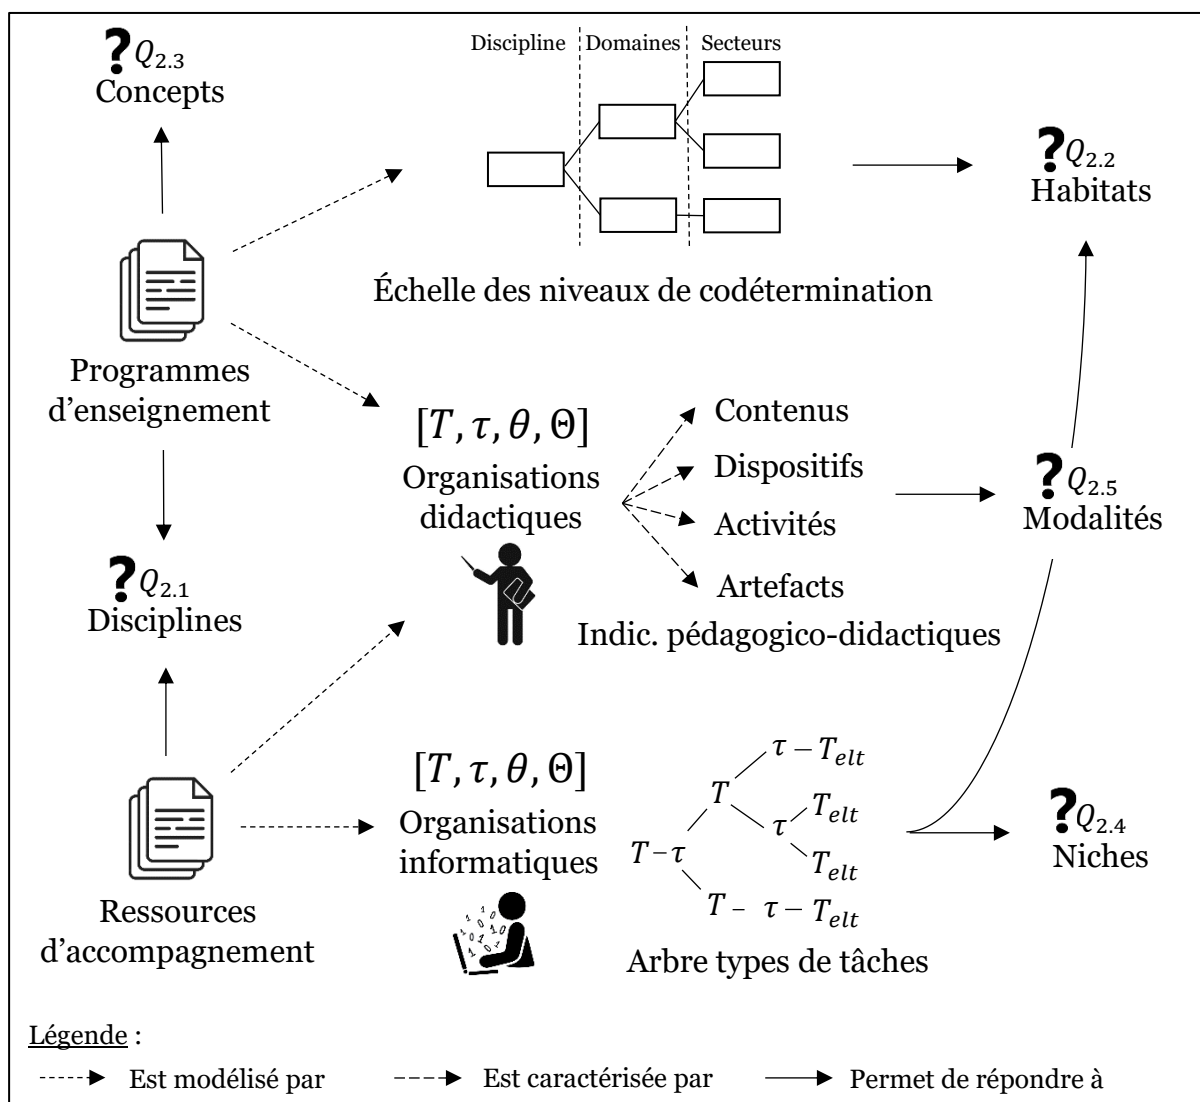 ?Q2.3
Concepts
Discipline
Domaines
Secteurs
?Q2.2
Habitats
Échelle des niveaux de codétermination
Programmes
d’enseignement
[T, τ, θ, Θ]
Organisations
didactiques
Contenus
Dispositifs
Activités
Artefacts
Indic. pédagogico-didactiques
?Q2.5
Modalités
?Q2.1
Disciplines
[T, τ, θ, Θ]
Organisations
informatiques
τ – Telt
T
τ
Telt
Telt
T – τ
T – τ – Telt
Arbre types de tâches
?Q2.4
Niches
Ressources
d’accompagnement
Légende :
Est modélisé par
Est caractérisée par
Permet de répondre à